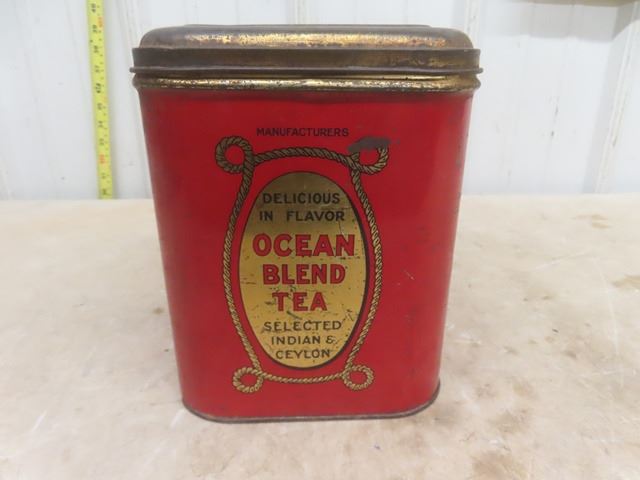 MANUFACTURERS
DELICIOUS
IN FLAVOR
OCEAN
BLEND
TEA
SELECTED
INDIAN &
CEYLON